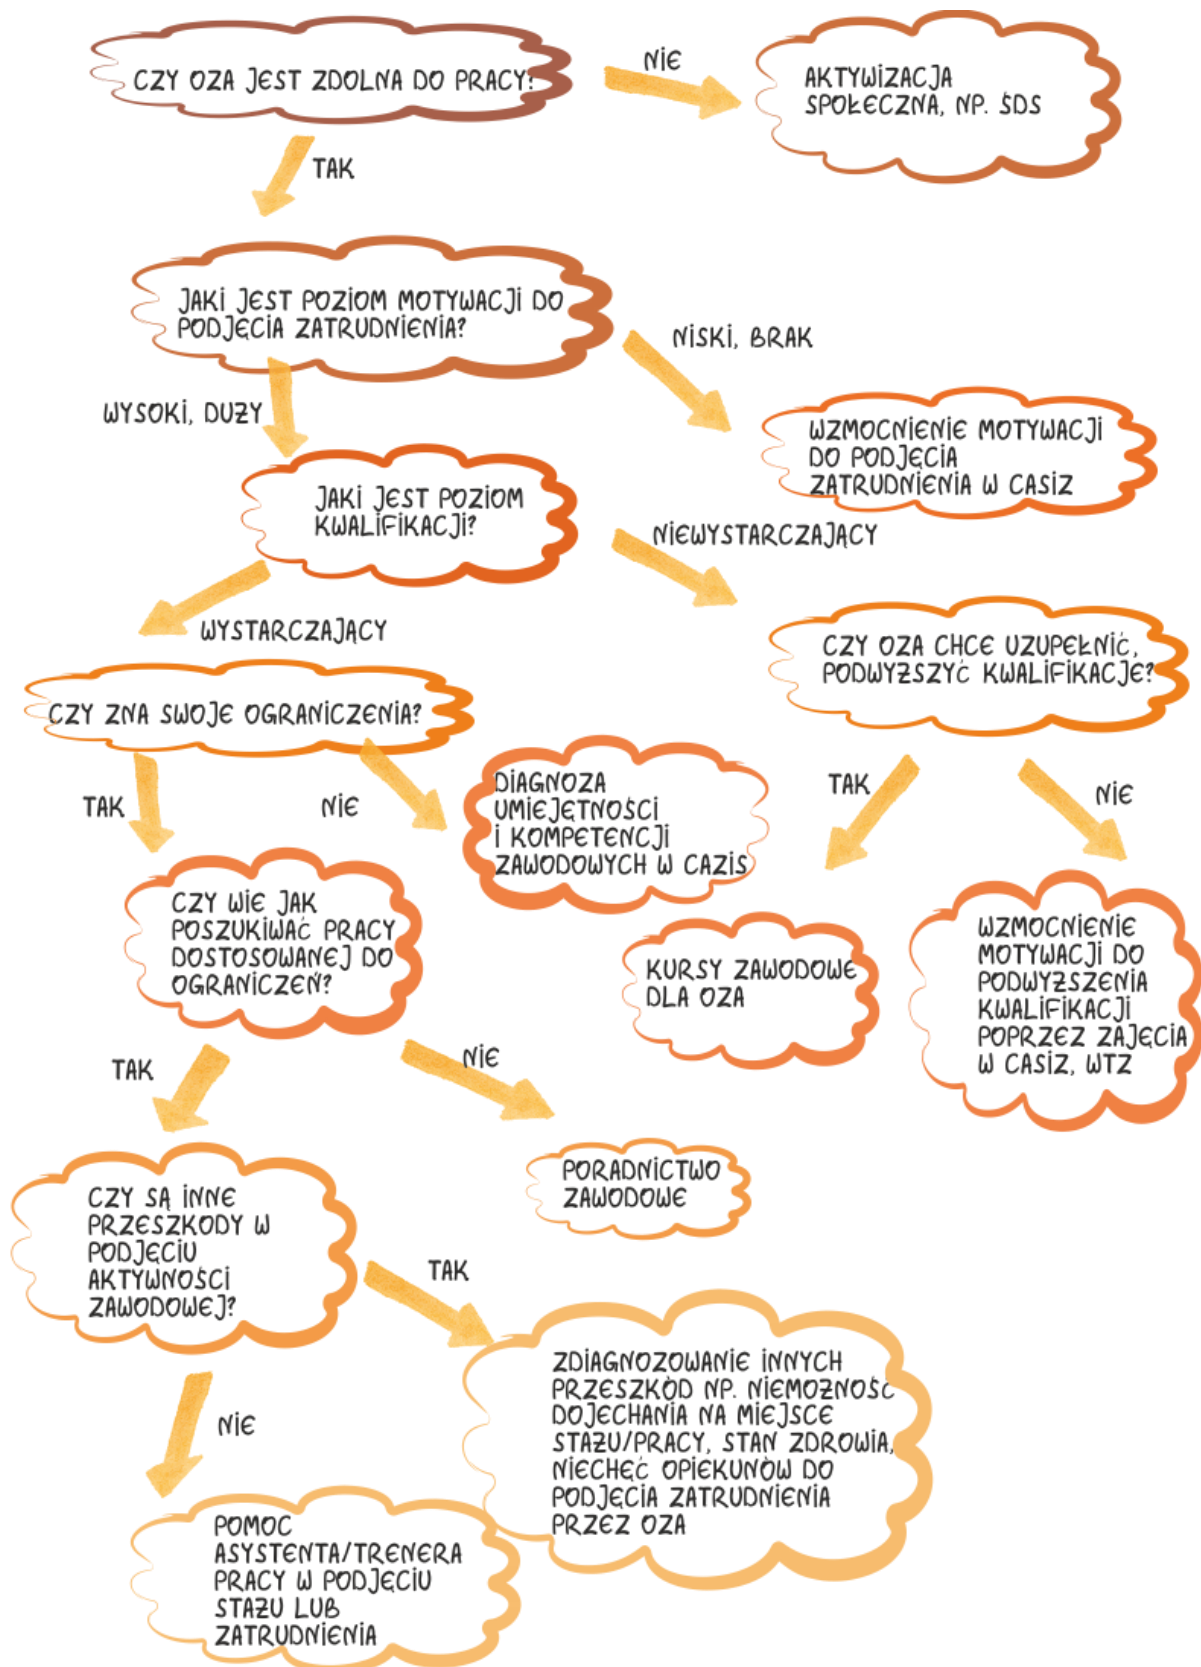 CZY OZA JEST ZDOLNA DO PRACY?
NIE
AKTYWIZACJA
SPOŁECZNA, NP. ŚDS
TAK
JAKI JEST POZIOM MOTYWACJI DO
PODJĘCIA ZATRUDNIENIA?
NISKI, BRAK
WYSOKI, DUŻY
WZMOCNIENIE MOTYWACJI
DO PODJĘCIA
ZATRUDNIENIA W CASIZ
JAKI JEST POZIOM
KWALIFIKACJI?
NIEWYSTARCZAJĄCY
WYSTARCZAJĄCY
CZY OZA CHCE UZUPEŁNIĆ,
PODWYŻSZYĆ KWALIFIKACJE?
CZY ZNA SWOJE OGRANICZENIA?
TAK
NIE
DIAGNOZA
UMIEJĘTNOŚCI
I KOMPETENCJI
ZAWODOWYCH W CAZIS
TAK
NIE
CZY WIE JAK
POSZUKIWAĆ PRACY
DOSTOSOWANEJ DO
OGRANICZEŃ?
KURSY ZAWODOWE
DLA OZA
WZMOCNIENIE
MOTYWACJI DO
PODWYŻSZENIA
KWALIFIKACJI
POPRZEZ ZAJĘCIA
W CASIZ, WTZ
TAK
NIE
PORADNICTWO
ZAWODOWE
CZY SĄ INNE
PRZESZKODY W
PODJĘCIU
AKTYWNOŚCI
ZAWODOWEJ?
TAK
ZDIAGNOZOWANIE INNYCH
PRZESZKÓD NP. NIEMOŻNOŚĆ
DOJECHANIA NA MIEJSCE
STAŻU/PRACY, STAN ZDROWIA,
NIECHĘĆ OPIEKUNÓW DO
PODJĘCIA ZATRUDNIENIA
PRZEZ OZA
NIE
POMOC
ASYSTENTA/TRENERA
PRACY W PODJĘCIU
STAŻU LUB
ZATRUDNIENIA